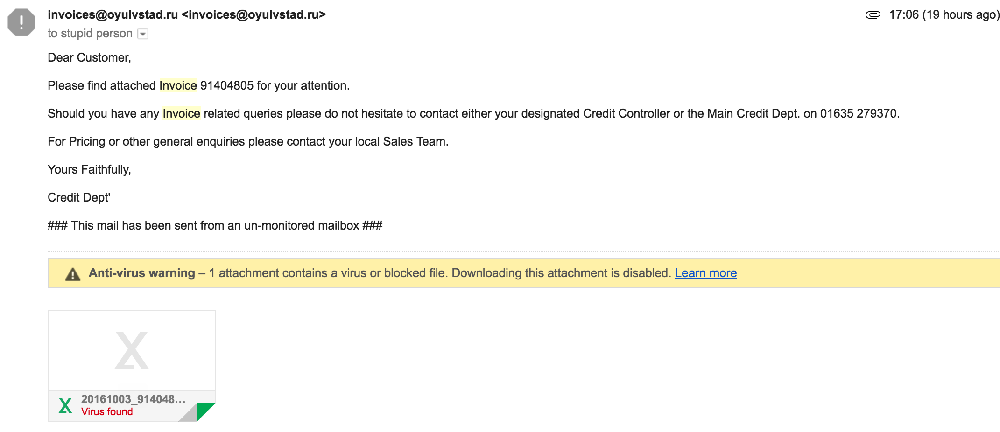 invoices@oyulvstad.ru <invoices@oyulvstad.ru>
17:06 (19 hours ago)
to stupid person
Dear Customer,
Please find attached Invoice 91404805 for your attention.
Should you have any Invoice related queries please do not hesitate to contact either your designated Credit Controller or the Main Credit Dept. on 01635 279370.
For Pricing or other general enquiries please contact your local Sales Team.
Yours Faithfully,
Credit Dept'
### This mail has been sent from an un-monitored mailbox ###
Anti-virus warning – 1 attachment contains a virus or blocked file. Downloading this attachment is disabled. Learn more
20161003_914048...
Virus found